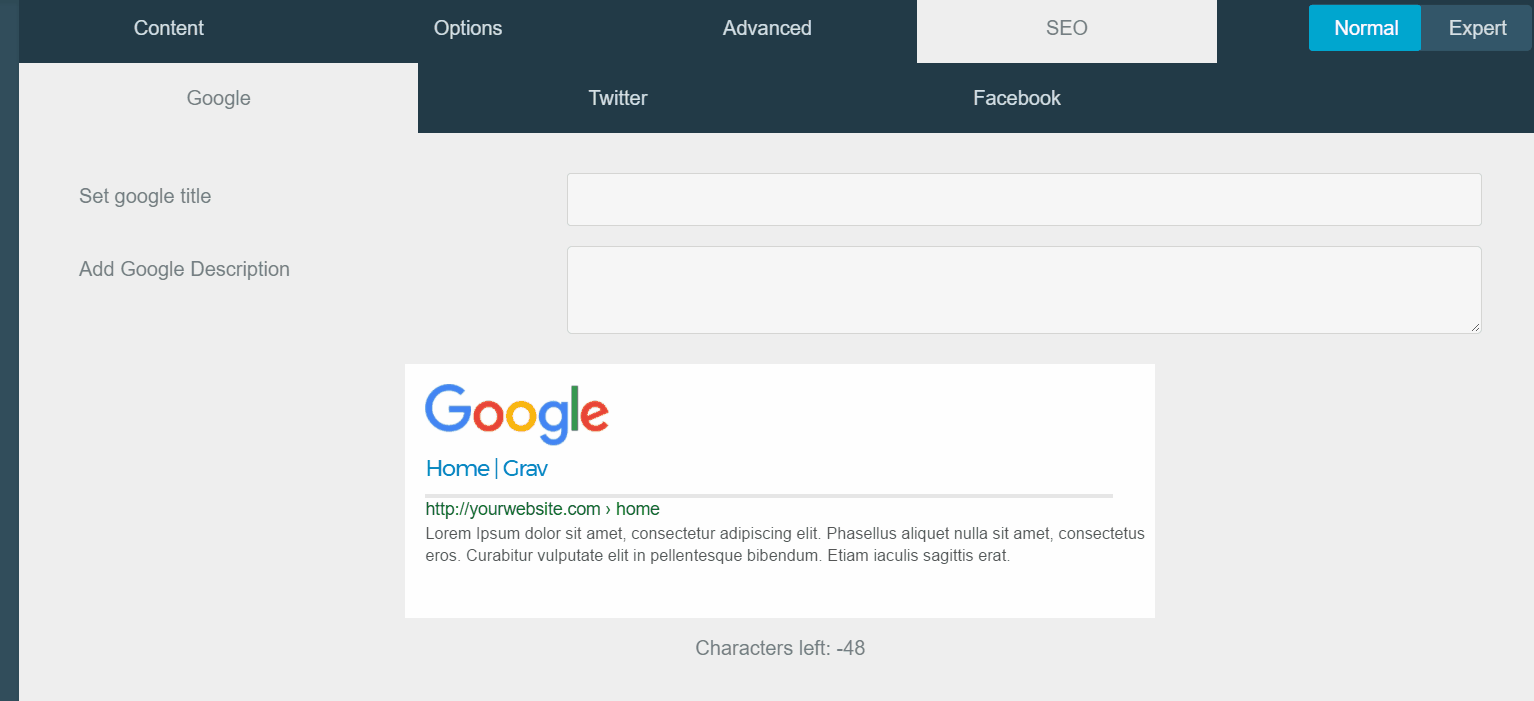 Content Options Advanced SEO Normal Expert
Google Twitter Facebook
Set google title
Add Google Description
Google
Home | Grav
http://yourwebsite.com › home
Lorem Ipsum dolor sit amet, consectetur adipiscing elit. Phasellus aliquet nulla sit amet, consectetus
eros. Curabitur vulputate elit in pellentesque bibendum. Etiam iaculis sagittis erat.
Characters left: -48